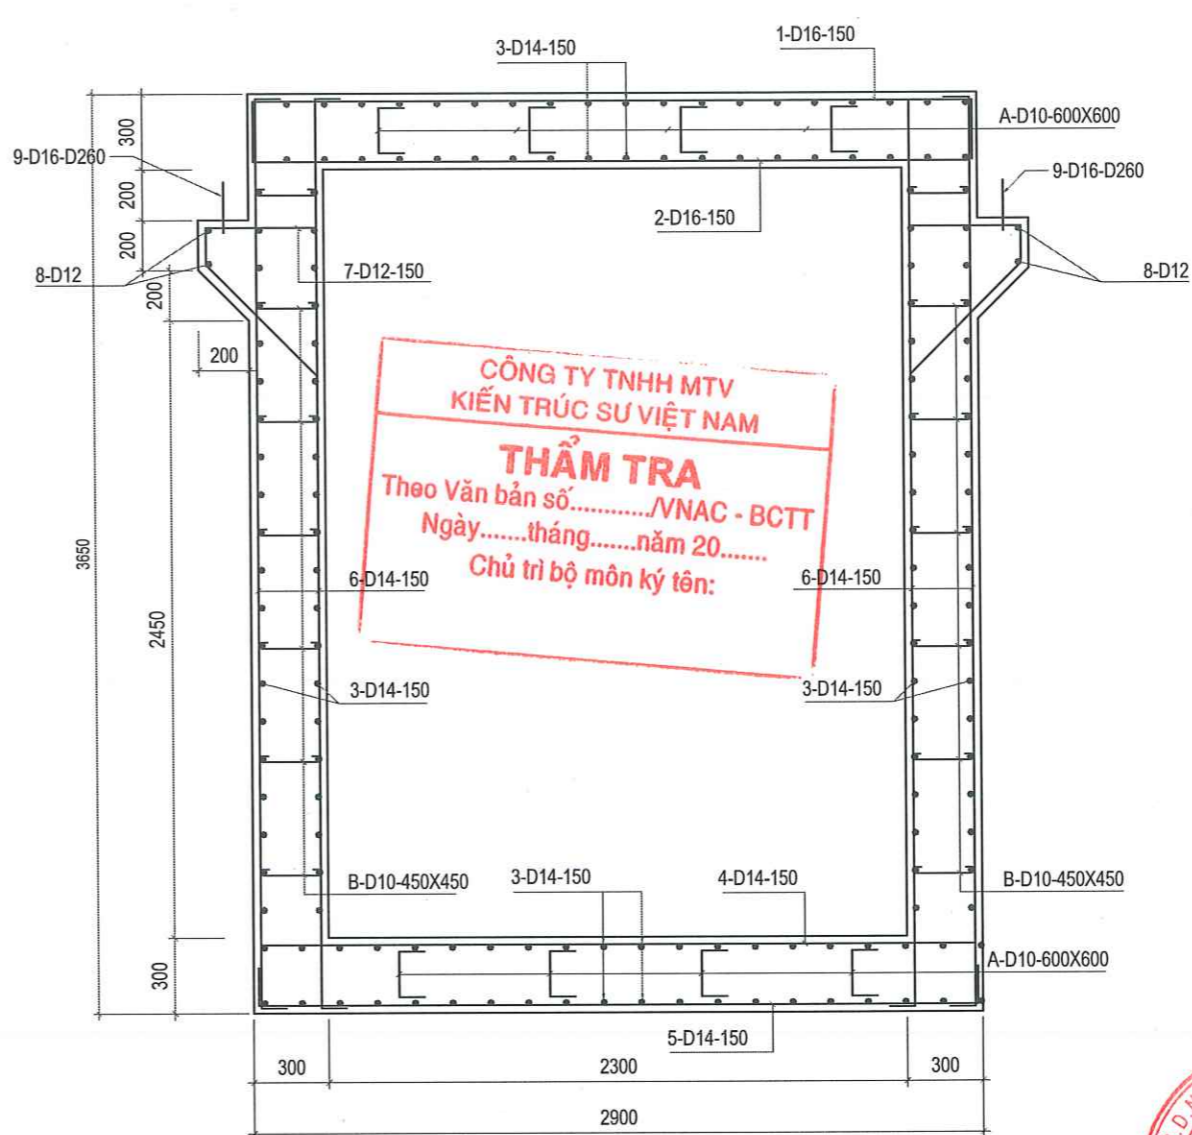 1-D16-150
3-D14-150
A-D10-600X600
300
9-D16-D260
9-D16-D260
200
2-D16-150
200
8-D12
7-D12-150
8-D12
200
200
CÔNG TY TNHH MTV
KIẾN TRÚC SƯ VIỆT NAM
THẨM TRA
Theo Văn bản số............/VNAC - BCTT
Ngày.......tháng.......năm 20.......
Chủ trì bộ môn ký tên:
3650
6-D14-150
6-D14-150
2450
3-D14-150
3-D14-150
B-D10-450X450
3-D14-150
4-D14-150
B-D10-450X450
300
A-D10-600X600
5-D14-150
300
2300
300
2900